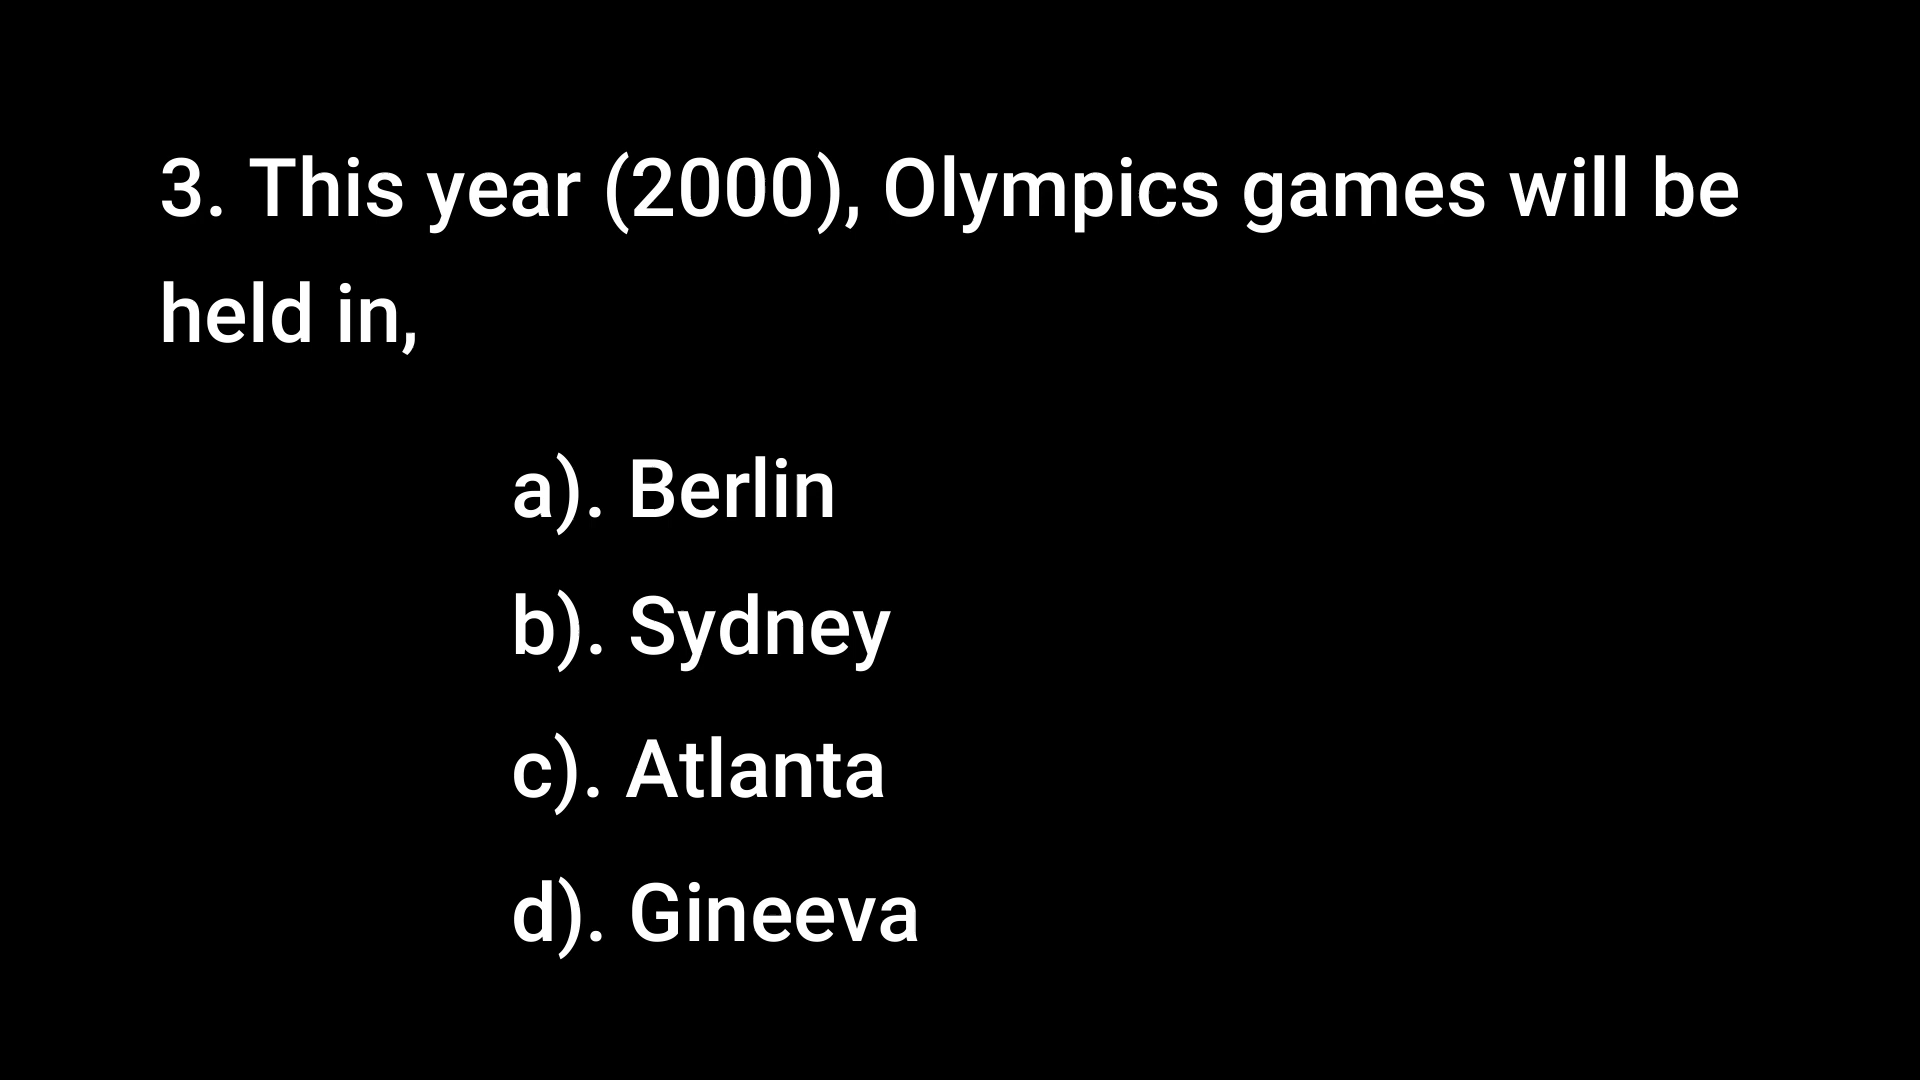 3. This year (2000), Olympics games will be
held in,
a). Berlin
b). Sydney
c). Atlanta
d). Gineeva